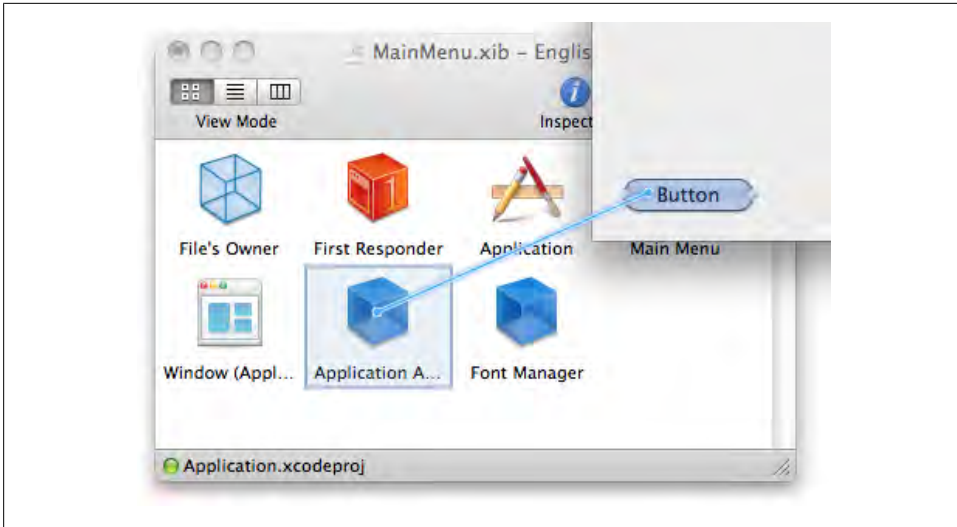 MainMenu.xib – Englis
View Mode
Inspect
1
Button
File's Owner
First Responder
Application
Main Menu
Window (Appl...
Application A...
Font Manager
Application.xcodeproj